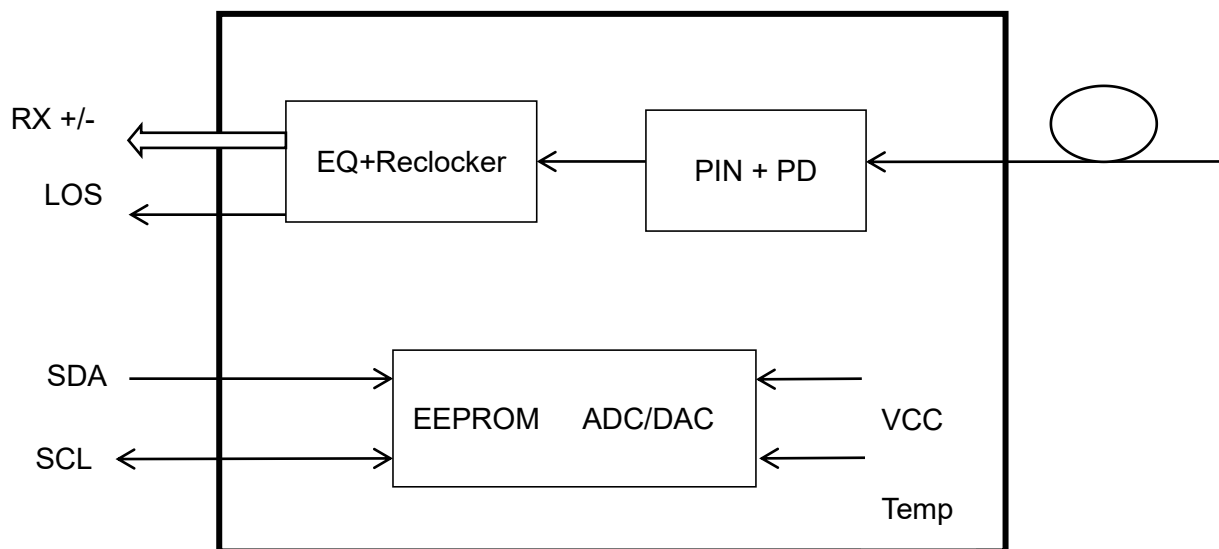 RX +/-
EQ+Reclocker
PIN + PD
LOS
SDA
EEPROM ADC/DAC
VCC
SCL
Temp